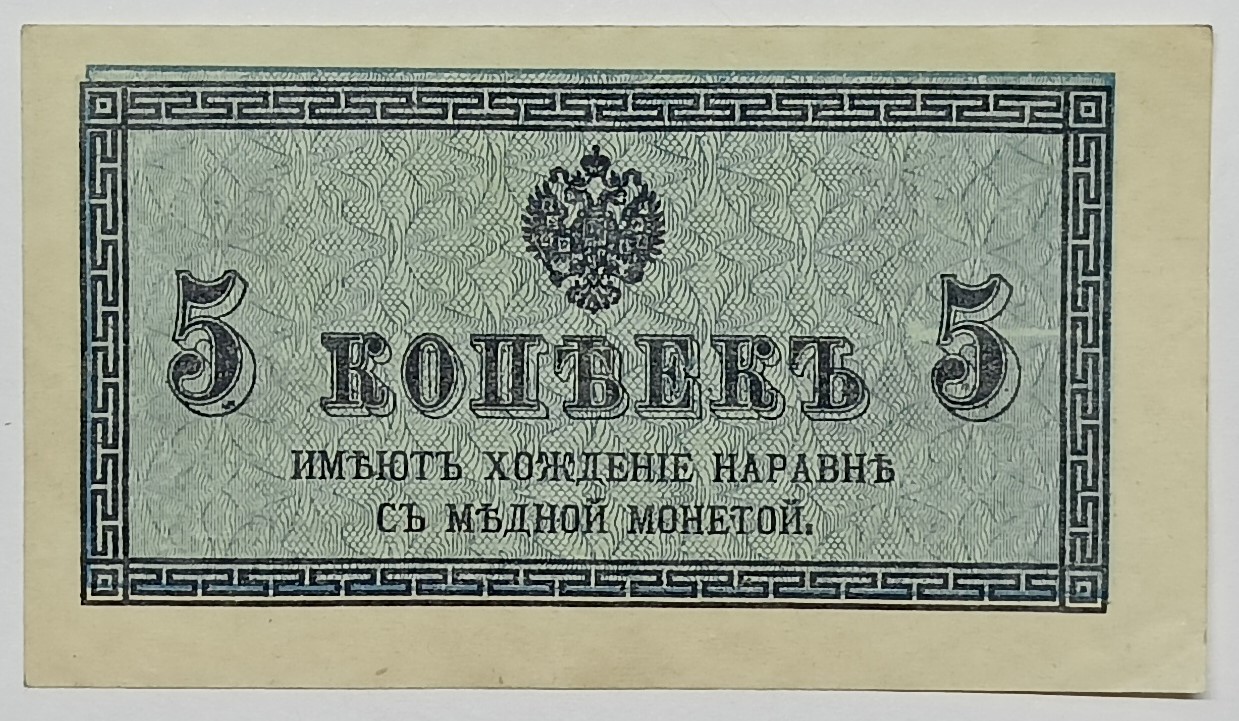 5 КОПѢЕКЪ 5
ИМѢЮТЪ ХОЖДЕНІЕ НАРАВНѢ
СЪ МѢДНОЙ МОНЕТОЙ.